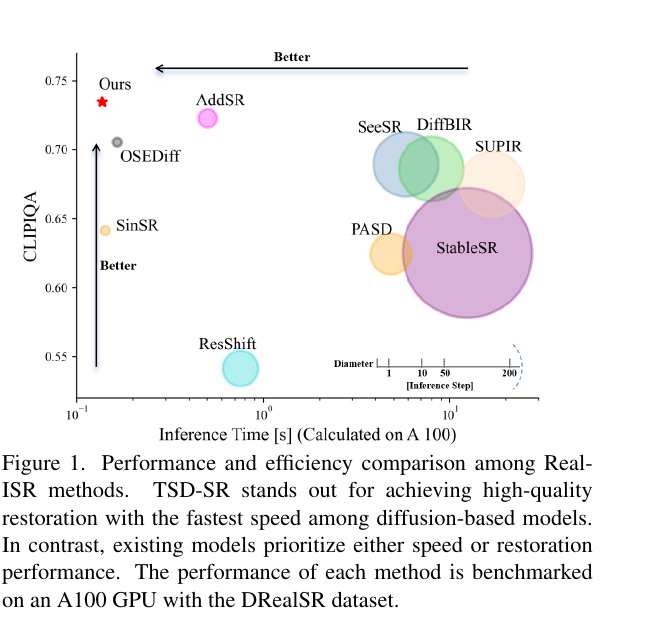 Better
0.75
Ours
AddSR
0.70
OSEDiff
SeeSR
DiffBIR
SUPIR
CLIPIQA
0.65
SinSR
PASD
StableSR
Better
0.60
ResShift
0.55
Diameter
1 10 50 200
[Inference Step]
10⁻¹ 10⁰ 10¹
Inference Time [s] (Calculated on A 100)
Figure 1. Performance and efficiency comparison among Real-
ISR methods. TSD-SR stands out for achieving high-quality
restoration with the fastest speed among diffusion-based models.
In contrast, existing models prioritize either speed or restoration
performance. The performance of each method is benchmarked
on an A100 GPU with the DRealSR dataset.